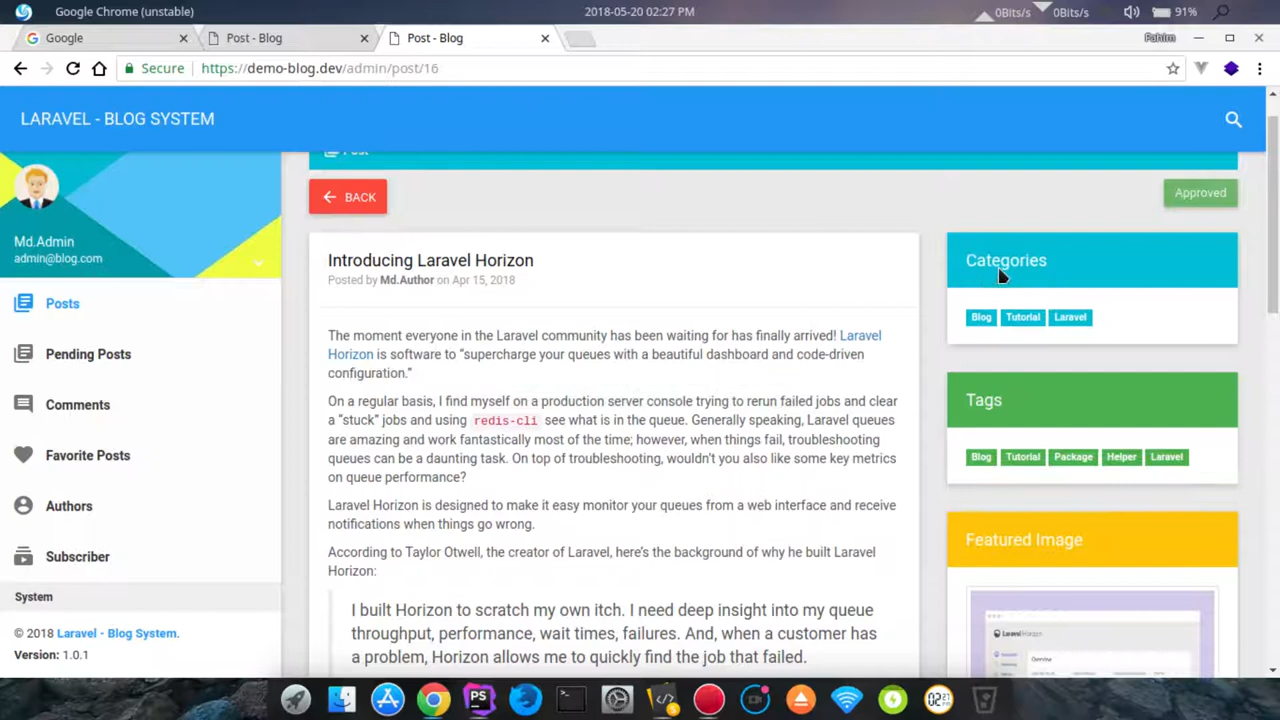 Google Chrome (unstable)
2018-05-20 02:27 PM
0Bits/s
0Bits/s
91%
Google
Post - Blog
Post - Blog
Fahim
Secure
https://demo-blog.dev/admin/post/16
LARAVEL - BLOG SYSTEM
Post
BACK
Approved
Md.Admin
admin@blog.com
Posts
Pending Posts
Comments
Favorite Posts
Authors
Subscriber
System
© 2018 Laravel - Blog System.
Version: 1.0.1
Introducing Laravel Horizon
Posted by Md.Author on Apr 15, 2018
The moment everyone in the Laravel community has been waiting for has finally arrived! Laravel
Horizon is software to “supercharge your queues with a beautiful dashboard and code-driven
configuration.”
On a regular basis, I find myself on a production server console trying to rerun failed jobs and clear
a "stuck" jobs and using redis-cli see what is in the queue. Generally speaking, Laravel queues
are amazing and work fantastically most of the time; however, when things fail, troubleshooting
queues can be a daunting task. On top of troubleshooting, wouldn't you also like some key metrics
on queue performance?
Laravel Horizon is designed to make it easy monitor your queues from a web interface and receive
notifications when things go wrong.
According to Taylor Otwell, the creator of Laravel, here’s the background of why he built Laravel
Horizon:
I built Horizon to scratch my own itch. I need deep insight into my queue
throughput, performance, wait times, failures. And, when a customer has
a problem, Horizon allows me to quickly find the job that failed.
Categories
Blog Tutorial Laravel
Tags
Blog Tutorial Package Helper Laravel
Featured Image
Laravel Horizon
Overview
PS